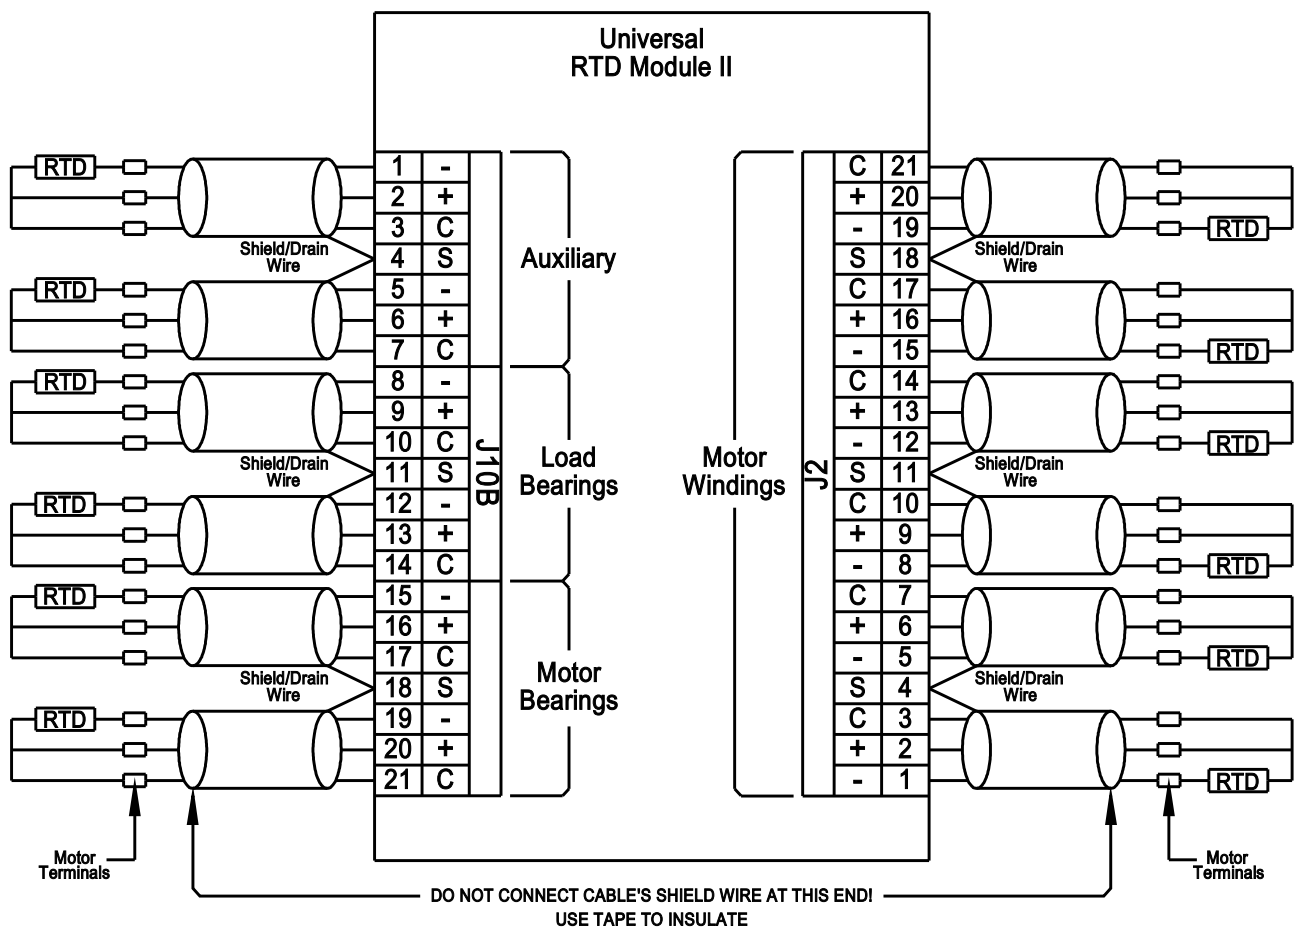 Universal
RTD Module II
RTD 1 - C 21
2 + + 20
3 C - 19 RTD
Shield/Drain
Wire
4 S Auxiliary S 18
Shield/Drain
Wire
RTD 5 - C 17
6 + + 16
7 C - 15 RTD
RTD 8 - C 14
9 + + 13
10 C - 12 RTD
Shield/Drain
Wire
11 S
J10B
Load
Bearings
Motor
Windings
J2
S 11
Shield/Drain
Wire
RTD 12 - C 10
13 + + 9
14 C - 8 RTD
RTD 15 - C 7
16 + + 6
17 C - 5 RTD
Shield/Drain
Wire
18 S
Motor
Bearings
S 4
Shield/Drain
Wire
RTD 19 - C 3
20 + + 2
21 C - 1 RTD
Motor
Terminals
Motor
Terminals
DO NOT CONNECT CABLE'S SHIELD WIRE AT THIS END!
USE TAPE TO INSULATE